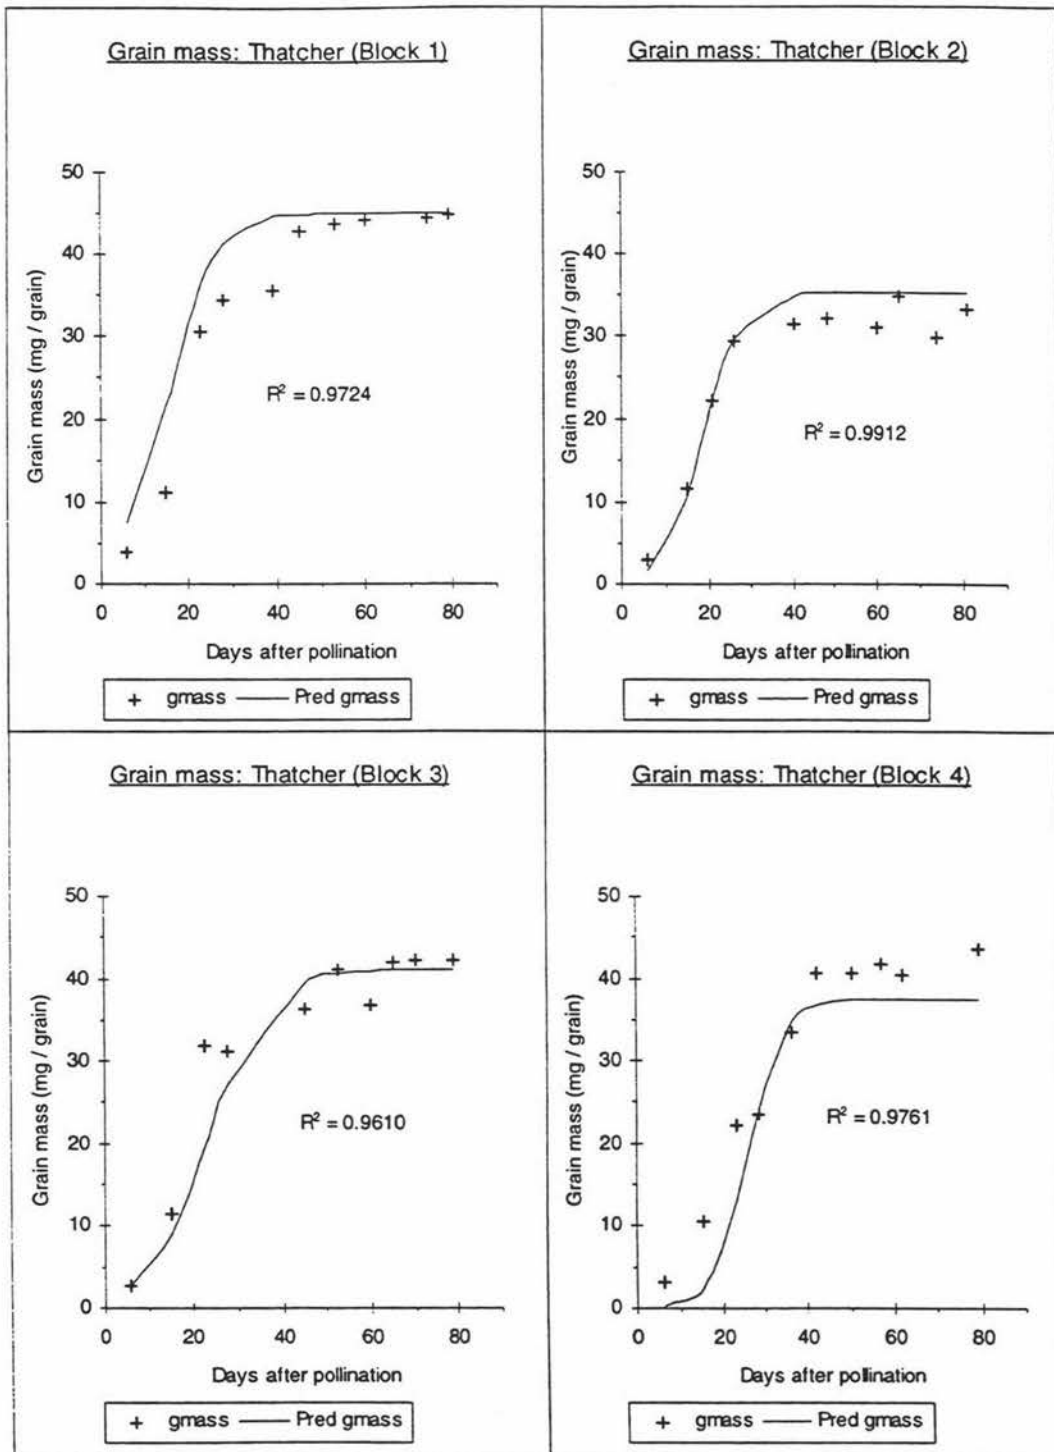 Grain mass: Thatcher (Block 1)
50
40
30
20
10
0
Grain mass (mg / grain)
R² = 0.9724
0 20 40 60 80
Days after pollination
+ gmass —— Pred gmass
Grain mass: Thatcher (Block 2)
50
40
30
20
10
0
Grain mass (mg / grain)
R² = 0.9912
0 20 40 60 80
Days after pollination
+ gmass —— Pred gmass
Grain mass: Thatcher (Block 3)
50
40
30
20
10
0
Grain mass (mg / grain)
R² = 0.9610
0 20 40 60 80
Days after pollination
+ gmass —— Pred gmass
Grain mass: Thatcher (Block 4)
50
40
30
20
10
0
Grain mass (mg / grain)
R² = 0.9761
0 20 40 60 80
Days after pollination
+ gmass —— Pred gmass